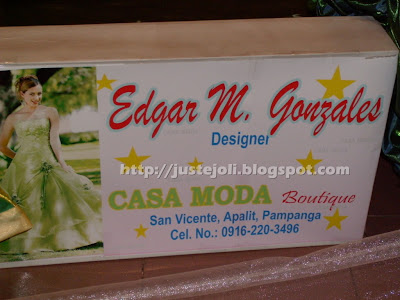 Edgar M. Gonzales
Designer
http://justejoli.blogspot.com
CASA MODA Boutique
San Vicente, Apalit, Pampanga
Cel. No.: 0916-220-3496